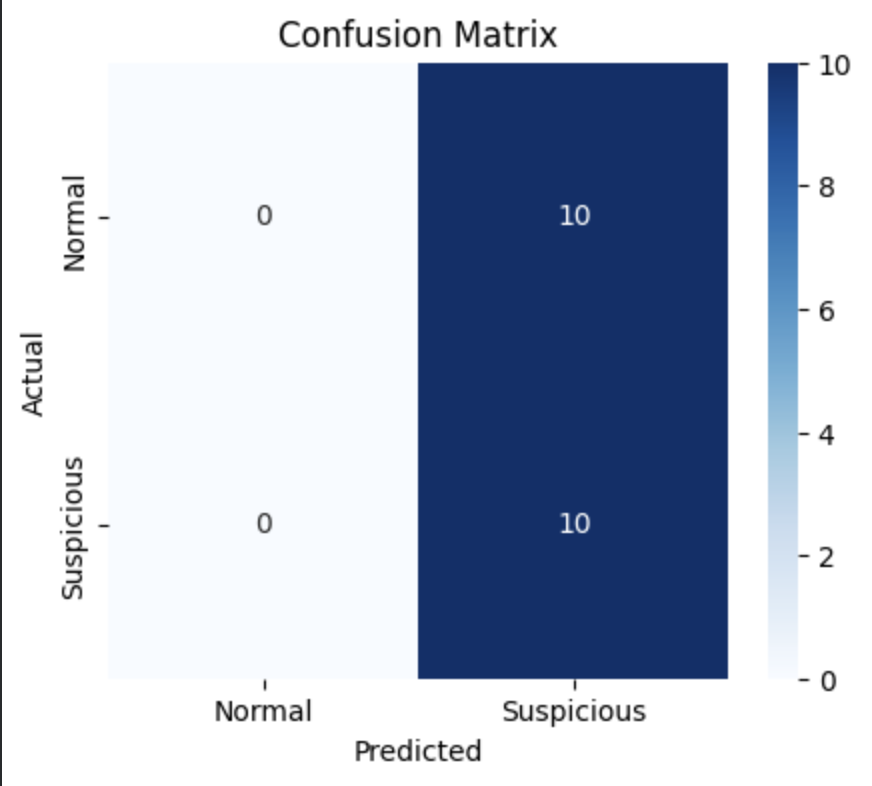 Confusion Matrix
Actual
Normal
Suspicious
0 10
0 10
Normal Suspicious
Predicted
10
8
6
4
2
0